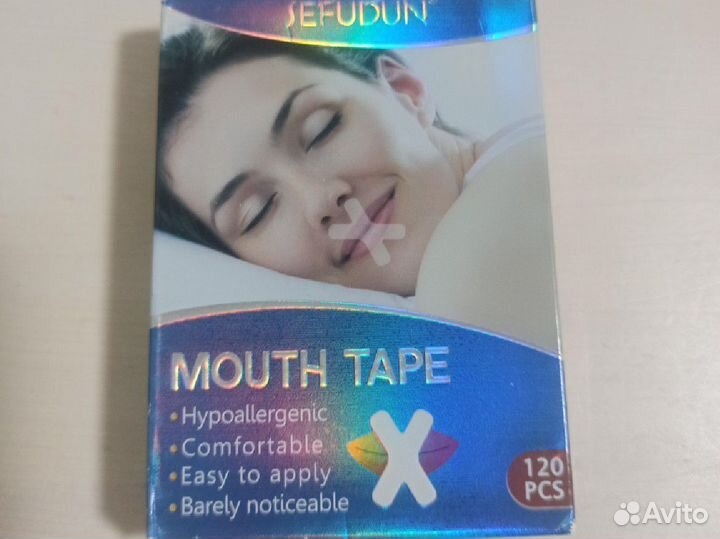 SEFUDUN
MOUTH TAPE
• Hypoallergenic
• Comfortable
• Easy to apply
• Barely noticeable
120
PCS
Avito